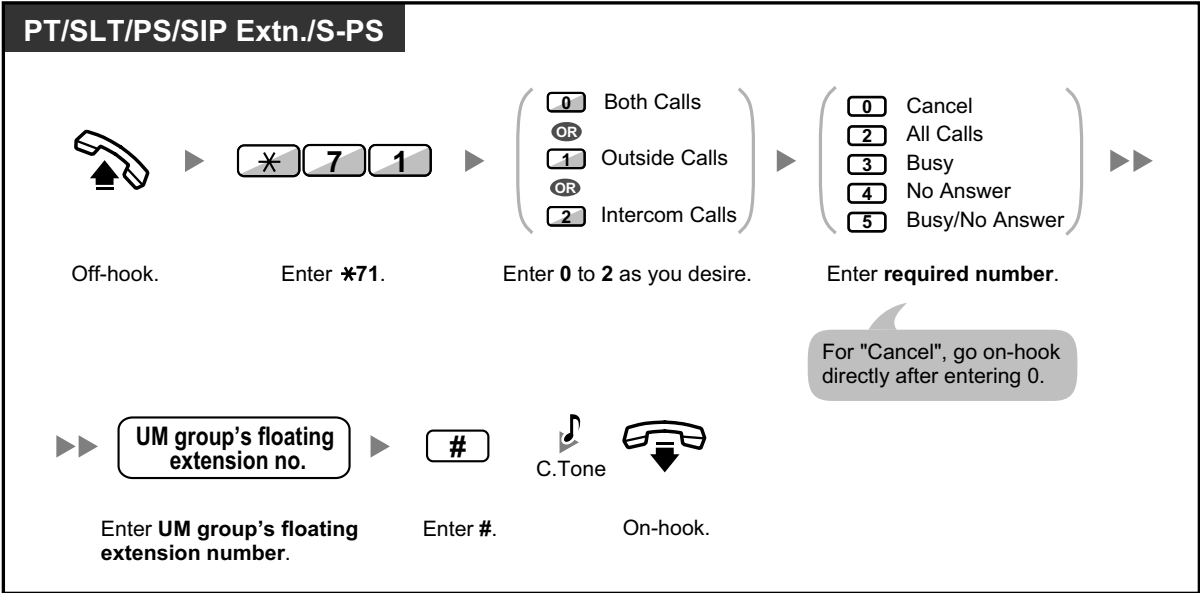 PT/SLT/PS/SIP Extn./S-PS
0 Both Calls
OR
1 Outside Calls
OR
2 Intercom Calls
0 Cancel
2 All Calls
3 Busy
4 No Answer
5 Busy/No Answer
* 7 1
Off-hook.
Enter *71.
Enter 0 to 2 as you desire.
Enter required number.
For "Cancel", go on-hook
directly after entering 0.
UM group's floating
extension no.
#
C.Tone
Enter UM group's floating
extension number.
Enter #.
On-hook.